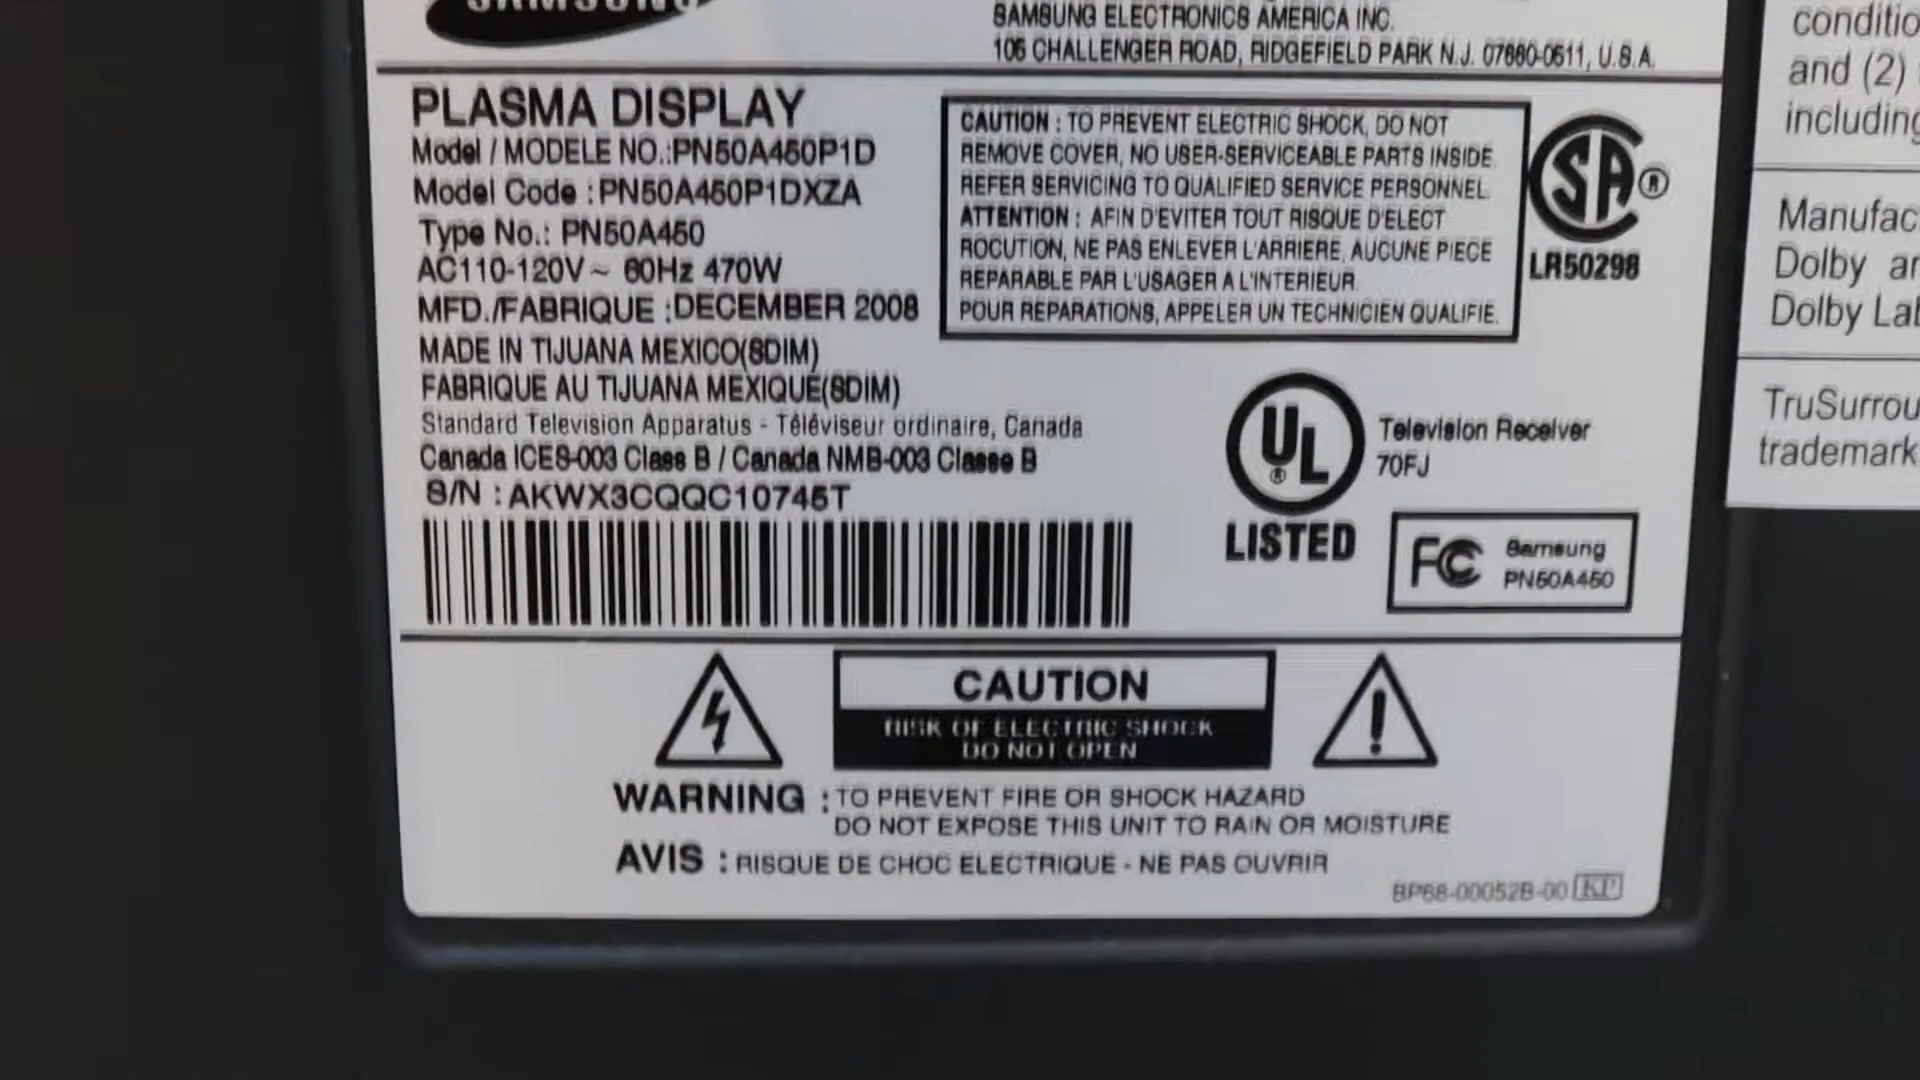 SAMSUNG
SAMSUNG ELECTRONICS AMERICA INC.
105 CHALLENGER ROAD, RIDGEFIELD PARK N.J. 07660-0511, U.S.A.
PLASMA DISPLAY
Model / MODELE NO.:PN50A450P1D
Model Code : PN50A450P1DXZA
Type No.: PN50A450
AC110-120V~ 60Hz 470W
MFD./FABRIQUE :DECEMBER 2008
MADE IN TIJUANA MEXICO(SDIM)
FABRIQUE AU TIJUANA MEXIQUE(SDIM)
Standard Television Apparatus - Téléviseur ordinaire, Canada
Canada ICES-003 Class B / Canada NMB-003 Classe B
S/N : AKWX3CQQC10745T
CAUTION : TO PREVENT ELECTRIC SHOCK, DO NOT
REMOVE COVER, NO USER-SERVICEABLE PARTS INSIDE.
REFER SERVICING TO QUALIFIED SERVICE PERSONNEL.
ATTENTION : AFIN D'EVITER TOUT RISQUE D'ELECT
ROCUTION, NE PAS ENLEVER L'ARRIERE, AUCUNE PIECE
REPARABLE PAR L'USAGER A L'INTERIEUR.
POUR REPARATIONS, APPELER UN TECHNICIEN QUALIFIE.
SA ®
LR50298
UL ®
LISTED
Television Receiver
70FJ
FC
Samsung
PN50A450
CAUTION
RISK OF ELECTRIC SHOCK
DO NOT OPEN
WARNING : TO PREVENT FIRE OR SHOCK HAZARD
DO NOT EXPOSE THIS UNIT TO RAIN OR MOISTURE
AVIS : RISQUE DE CHOC ELECTRIQUE - NE PAS OUVRIR
BP68-00052B-00 KP
conditio
and (2)
including
Manufac
Dolby an
Dolby Lab
TruSurrou
trademark